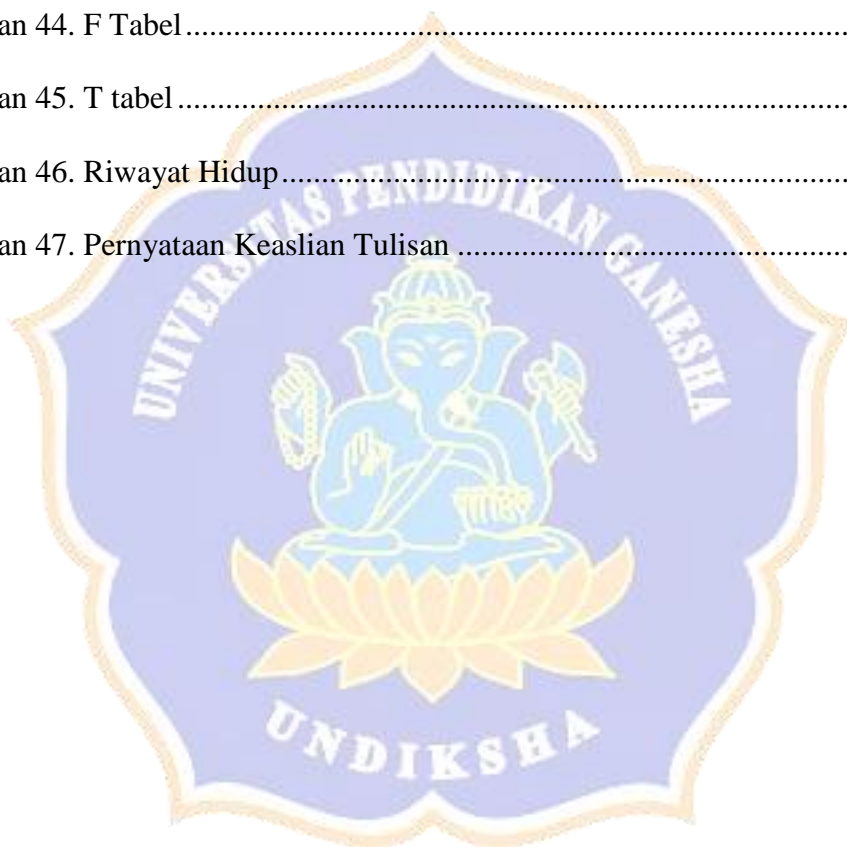 an 44. F Tabel..........................................................................................
an 45. T tabel...........................................................................................
an 46. Riwayat Hidup..............................................................................
an 47. Pernyataan Keaslian Tulisan ........................................................
UNIVERSITAS PENDIDIKAN GANESHA
UNDIKSHA